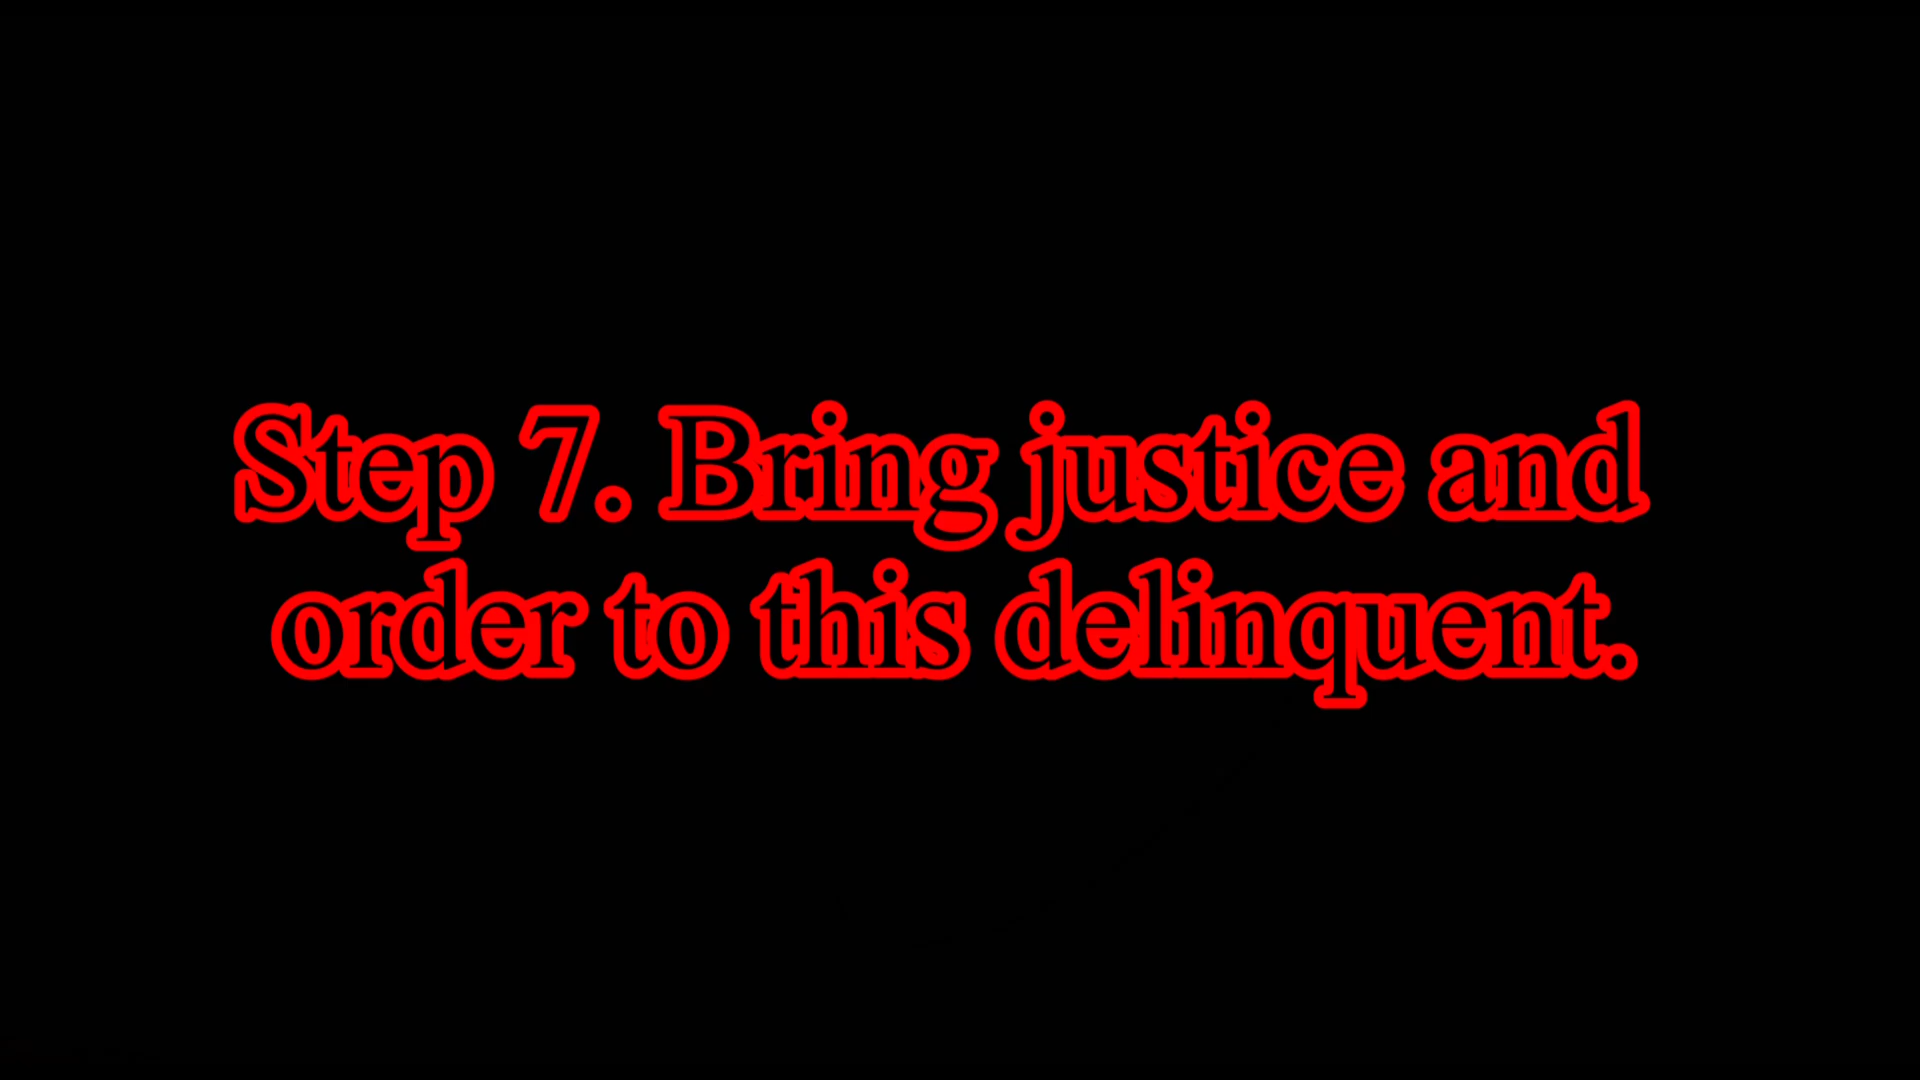 Step 7. Bring justice and
order to this delinquent.